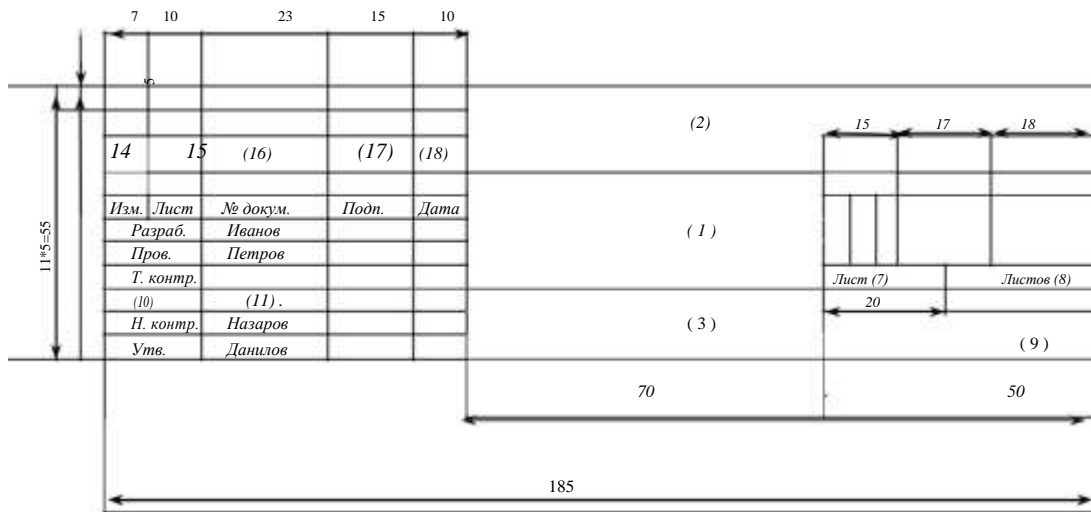 7 10 23 15 10
5
(2)
15 17 18
14 15 (16) (17) (18)
Изм. Лист № докум. Подп. Дата
Разраб. Иванов
( 1 )
Пров. Петров
11*5=55
Т. контр.
Лист (7) Листов (8)
(10) (11) .
20
Н. контр. Назаров
( 3 )
Утв. Данилов
( 9 )
70 50
185